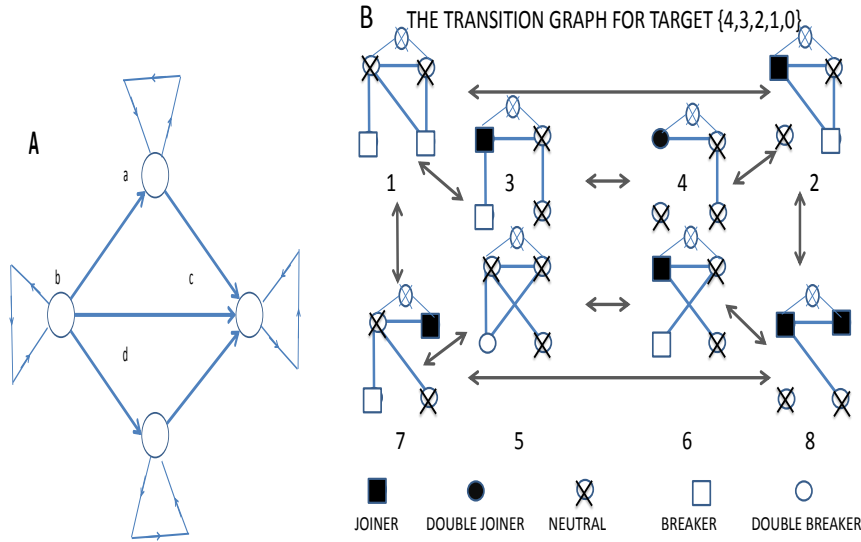 B THE TRANSITION GRAPH FOR TARGET {4,3,2,1,0}
A
a
b
c
d
1 3 4 2
7 5 6 8
JOINER DOUBLE JOINER NEUTRAL BREAKER DOUBLE BREAKER